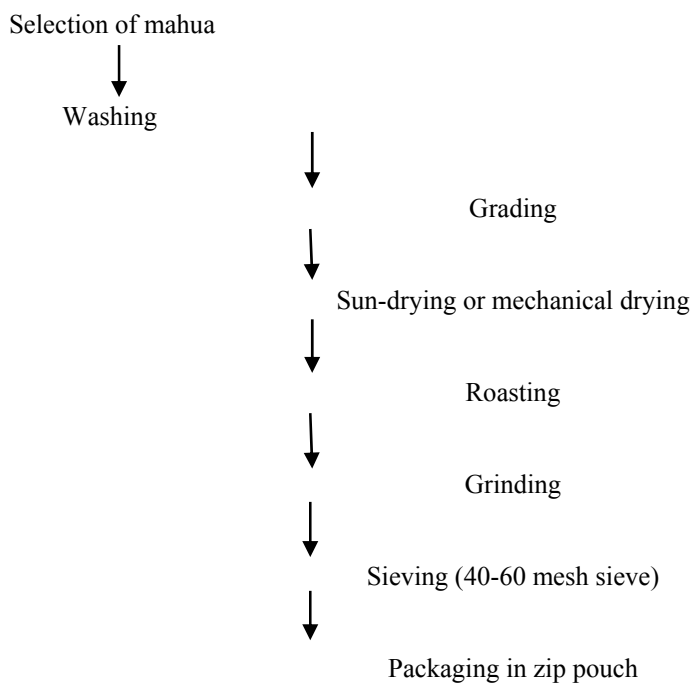 Selection of mahua
Washing
Grading
Sun-drying or mechanical drying
Roasting
Grinding
Sieving (40-60 mesh sieve)
Packaging in zip pouch